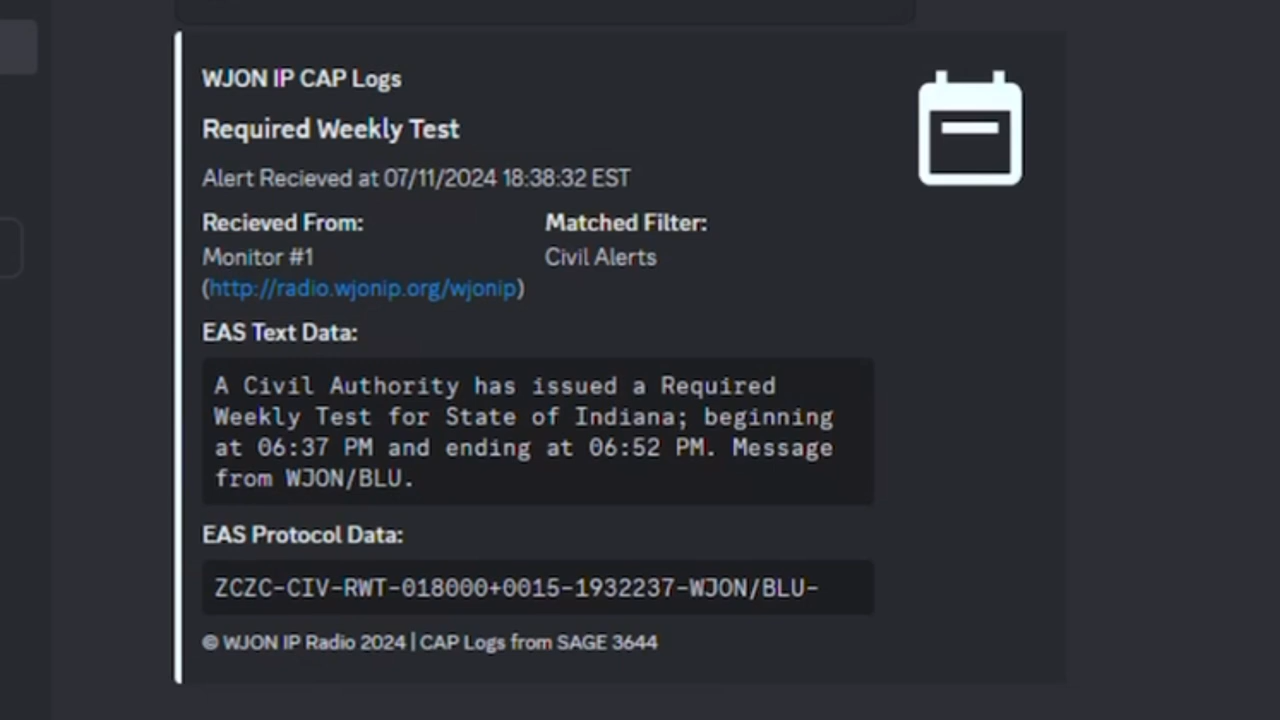 WJON IP CAP Logs
Required Weekly Test
Alert Recieved at 07/11/2024 18:38:32 EST
Recieved From:
Matched Filter:
Monitor #1
Civil Alerts
(http://radio.wjonip.org/wjonip)
EAS Text Data:
A Civil Authority has issued a Required
Weekly Test for State of Indiana; beginning
at 06:37 PM and ending at 06:52 PM. Message
from WJON/BLU.
EAS Protocol Data:
ZCZC-CIV-RWT-018000+0015-1932237-WJON/BLU-
© WJON IP Radio 2024 | CAP Logs from SAGE 3644